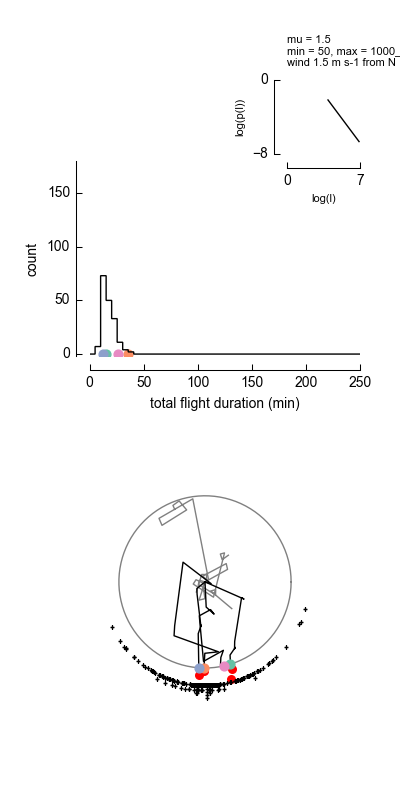 mu = 1.5
min = 50, max = 1000_
wind 1.5 m s-1 from N
0
log(p(l))
−8
0
7
log(l)
150
100
count
50
0
0
50
100
150
200
250
total flight duration (min)